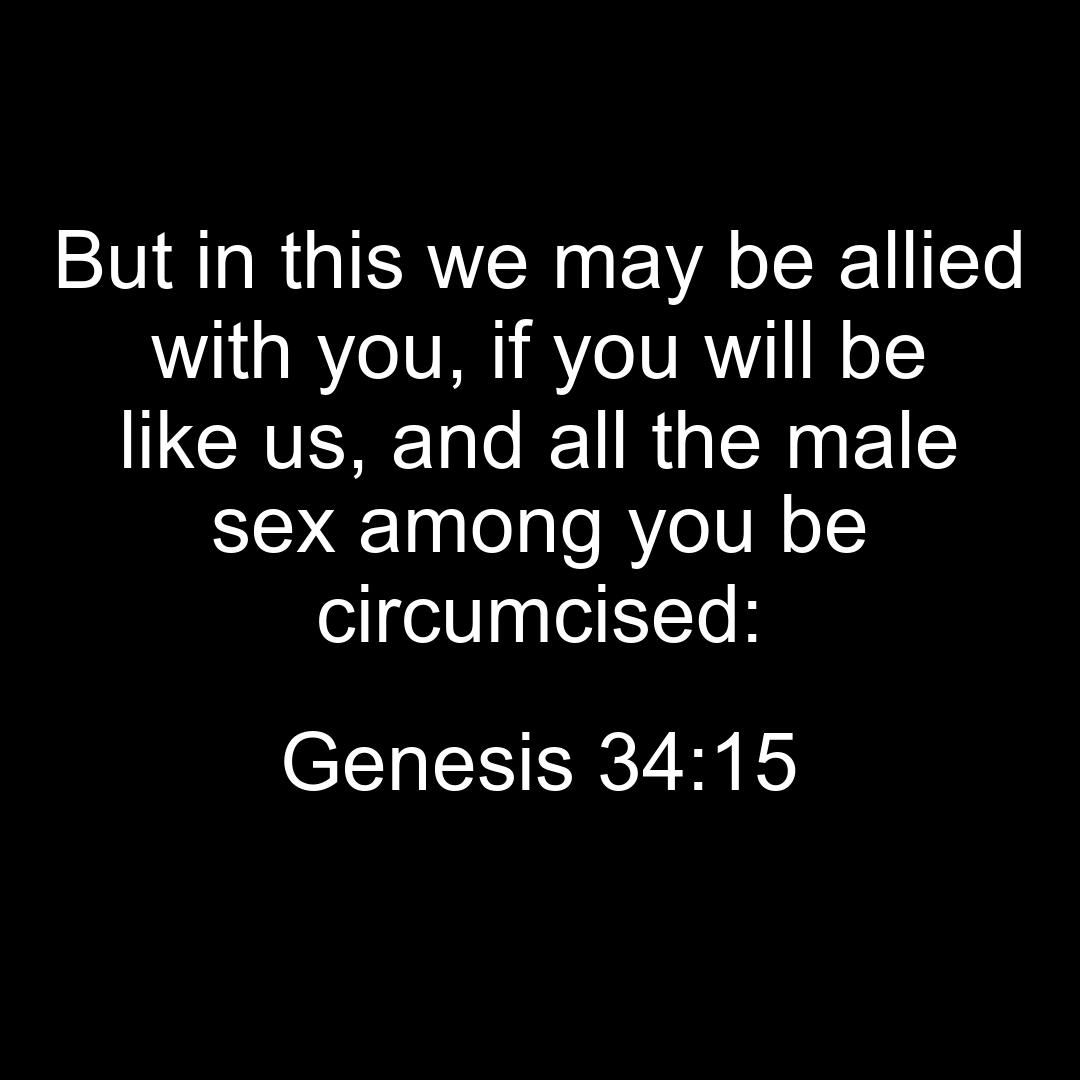 But in this we may be allied
with you, if you will be
like us, and all the male
sex among you be
circumcised:
Genesis 34:15